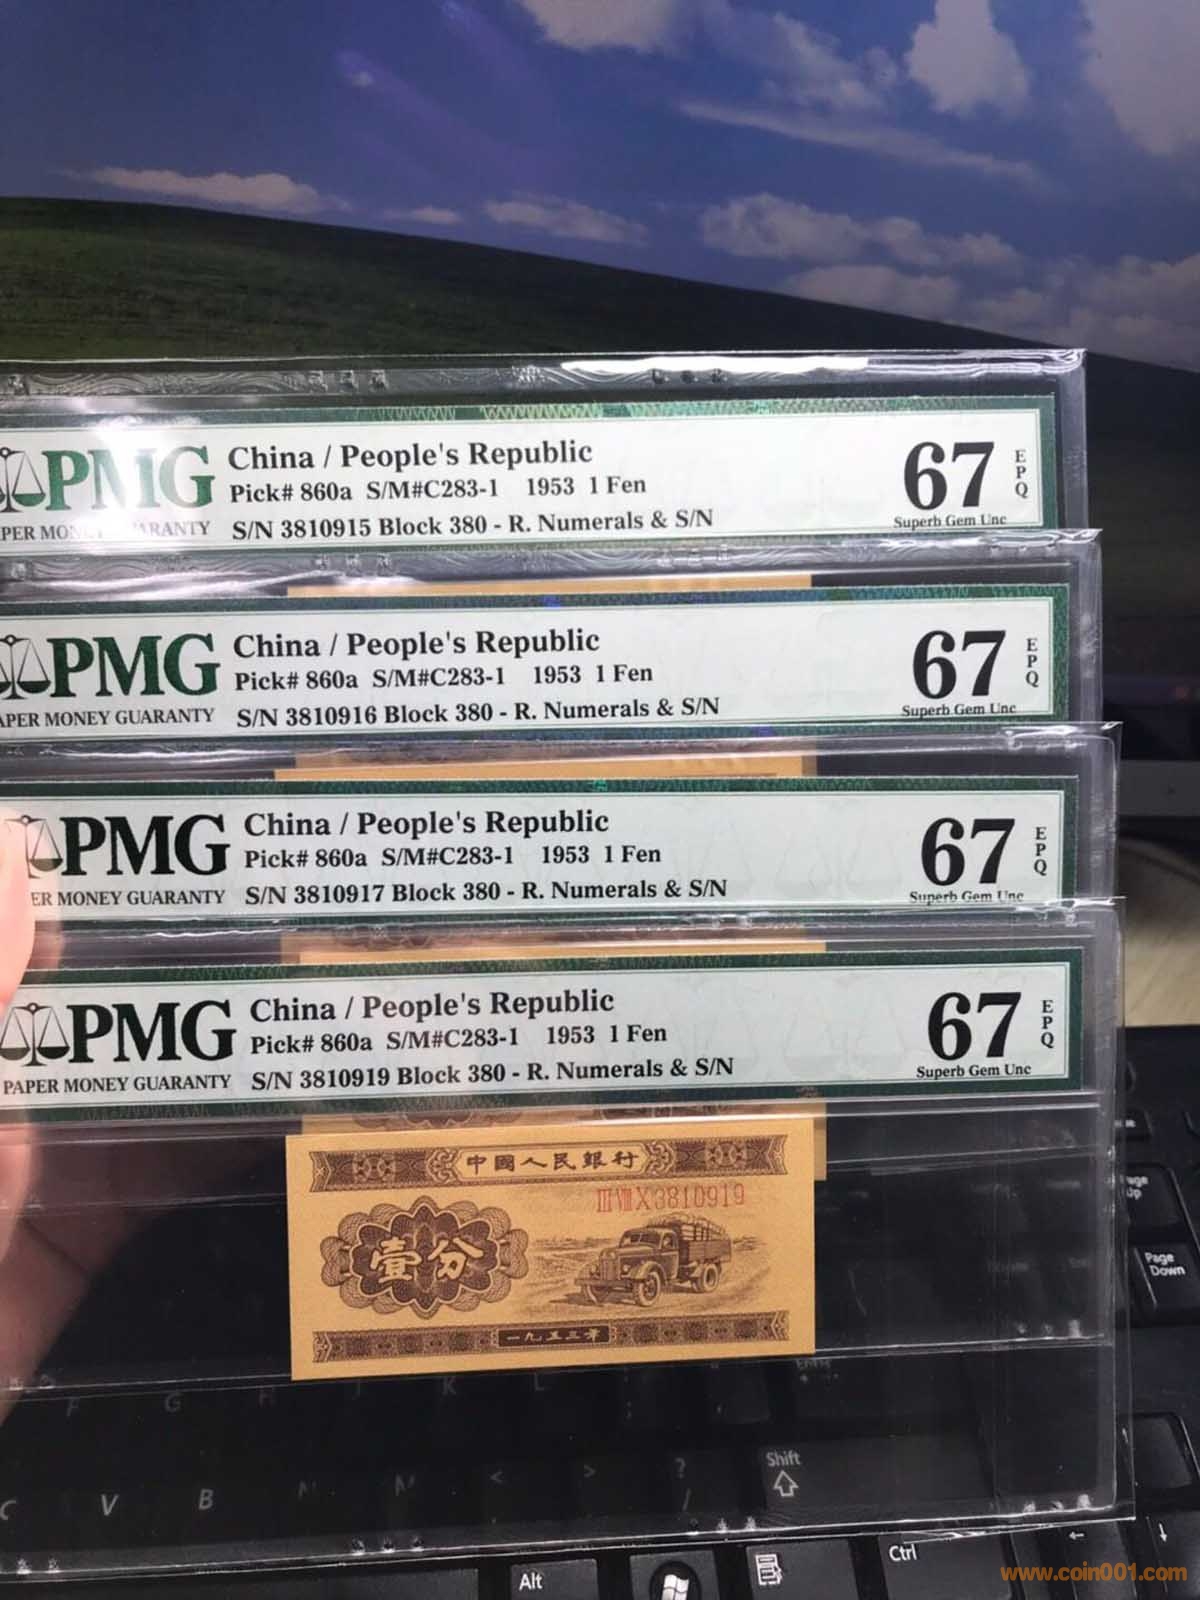 PMG
PER MON   ARANTY
China / People's Republic
Pick# 860a S/M#C283-1 1953 1 Fen
S/N 3810915 Block 380 - R. Numerals & S/N
67
EPQ
Superb Gem Unc
PMG
APER MONEY GUARANTY
China / People's Republic
Pick# 860a S/M#C283-1 1953 1 Fen
S/N 3810916 Block 380 - R. Numerals & S/N
67
EPQ
Superb Gem Unc
PMG
ER MONEY GUARANTY
China / People's Republic
Pick# 860a S/M#C283-1 1953 1 Fen
S/N 3810917 Block 380 - R. Numerals & S/N
67
EPQ
Superb Gem Unc
PMG
PAPER MONEY GUARANTY
China / People's Republic
Pick# 860a S/M#C283-1 1953 1 Fen
S/N 3810919 Block 380 - R. Numerals & S/N
67
EPQ
Superb Gem Unc
中國人民銀行
III VIII X 3810919
壹分
一九五三年
Page Up
Page Down
F G H K L
C V B N M < > ? /
Shift
Alt
Ctrl
www.coin001.com